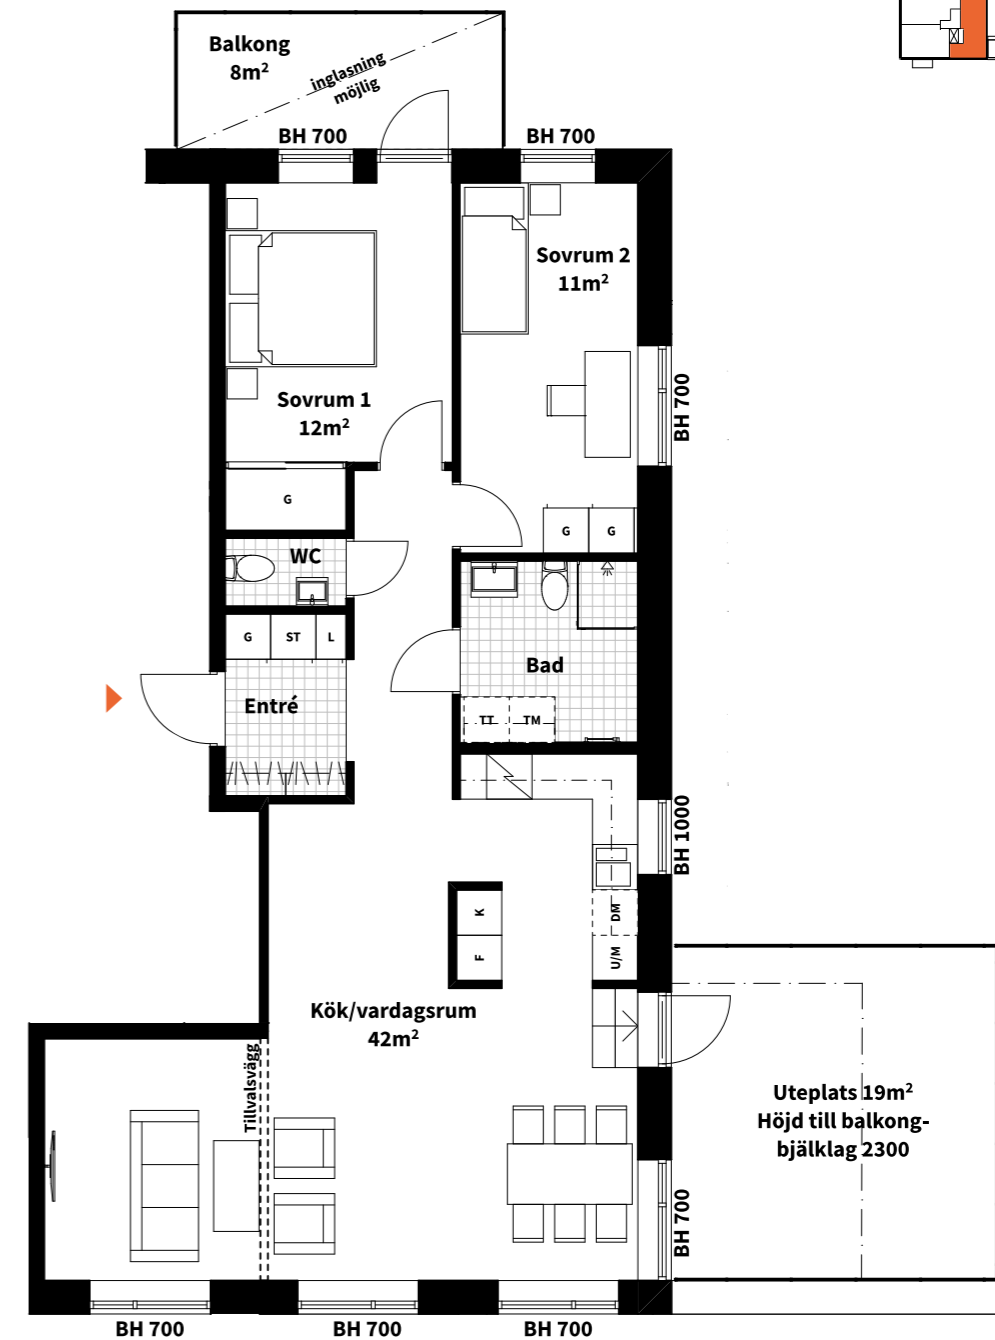 Balkong
8m²
inglasning
möjlig
BH 700
BH 700
Sovrum 2
11m²
BH 700
Sovrum 1
12m²
G
G
G
WC
G
ST
L
Bad
Entré
TT
TM
BH 1000
K
DM
F
U/M
Kök/vardagsrum
42m²
Tillvalsvägg
Uteplats 19m²
Höjd till balkong-
bjälklag 2300
BH 700
BH 700
BH 700
BH 700